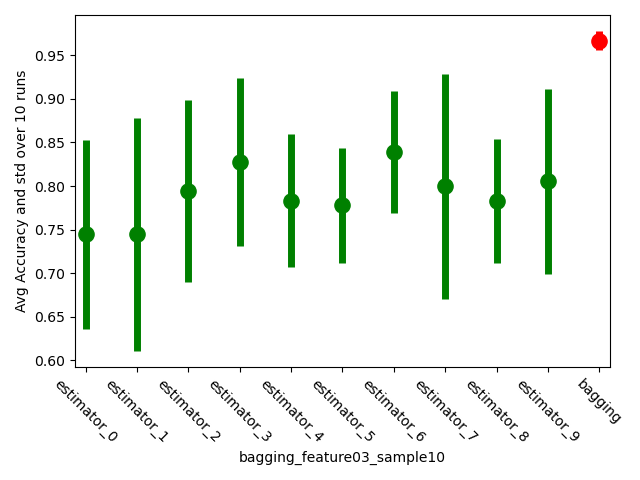 Avg Accuracy and std over 10 runs
0.95
0.90
0.85
0.80
0.75
0.70
0.65
0.60
estimator_0
estimator_1
estimator_2
estimator_3
estimator_4
estimator_5
estimator_6
estimator_7
estimator_8
estimator_9
bagging
bagging_feature03_sample10